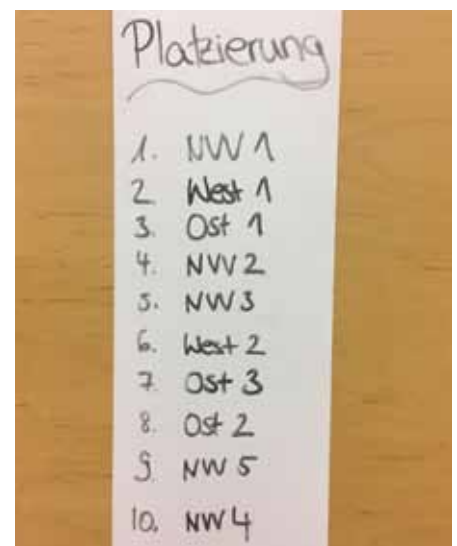 Platzierung
1. NW 1
2 West 1
3. Ost 1
4. NW 2
5. NW 3
6. West 2
7. Ost 3
8. Ost 2
9. NW 5
10. NW 4